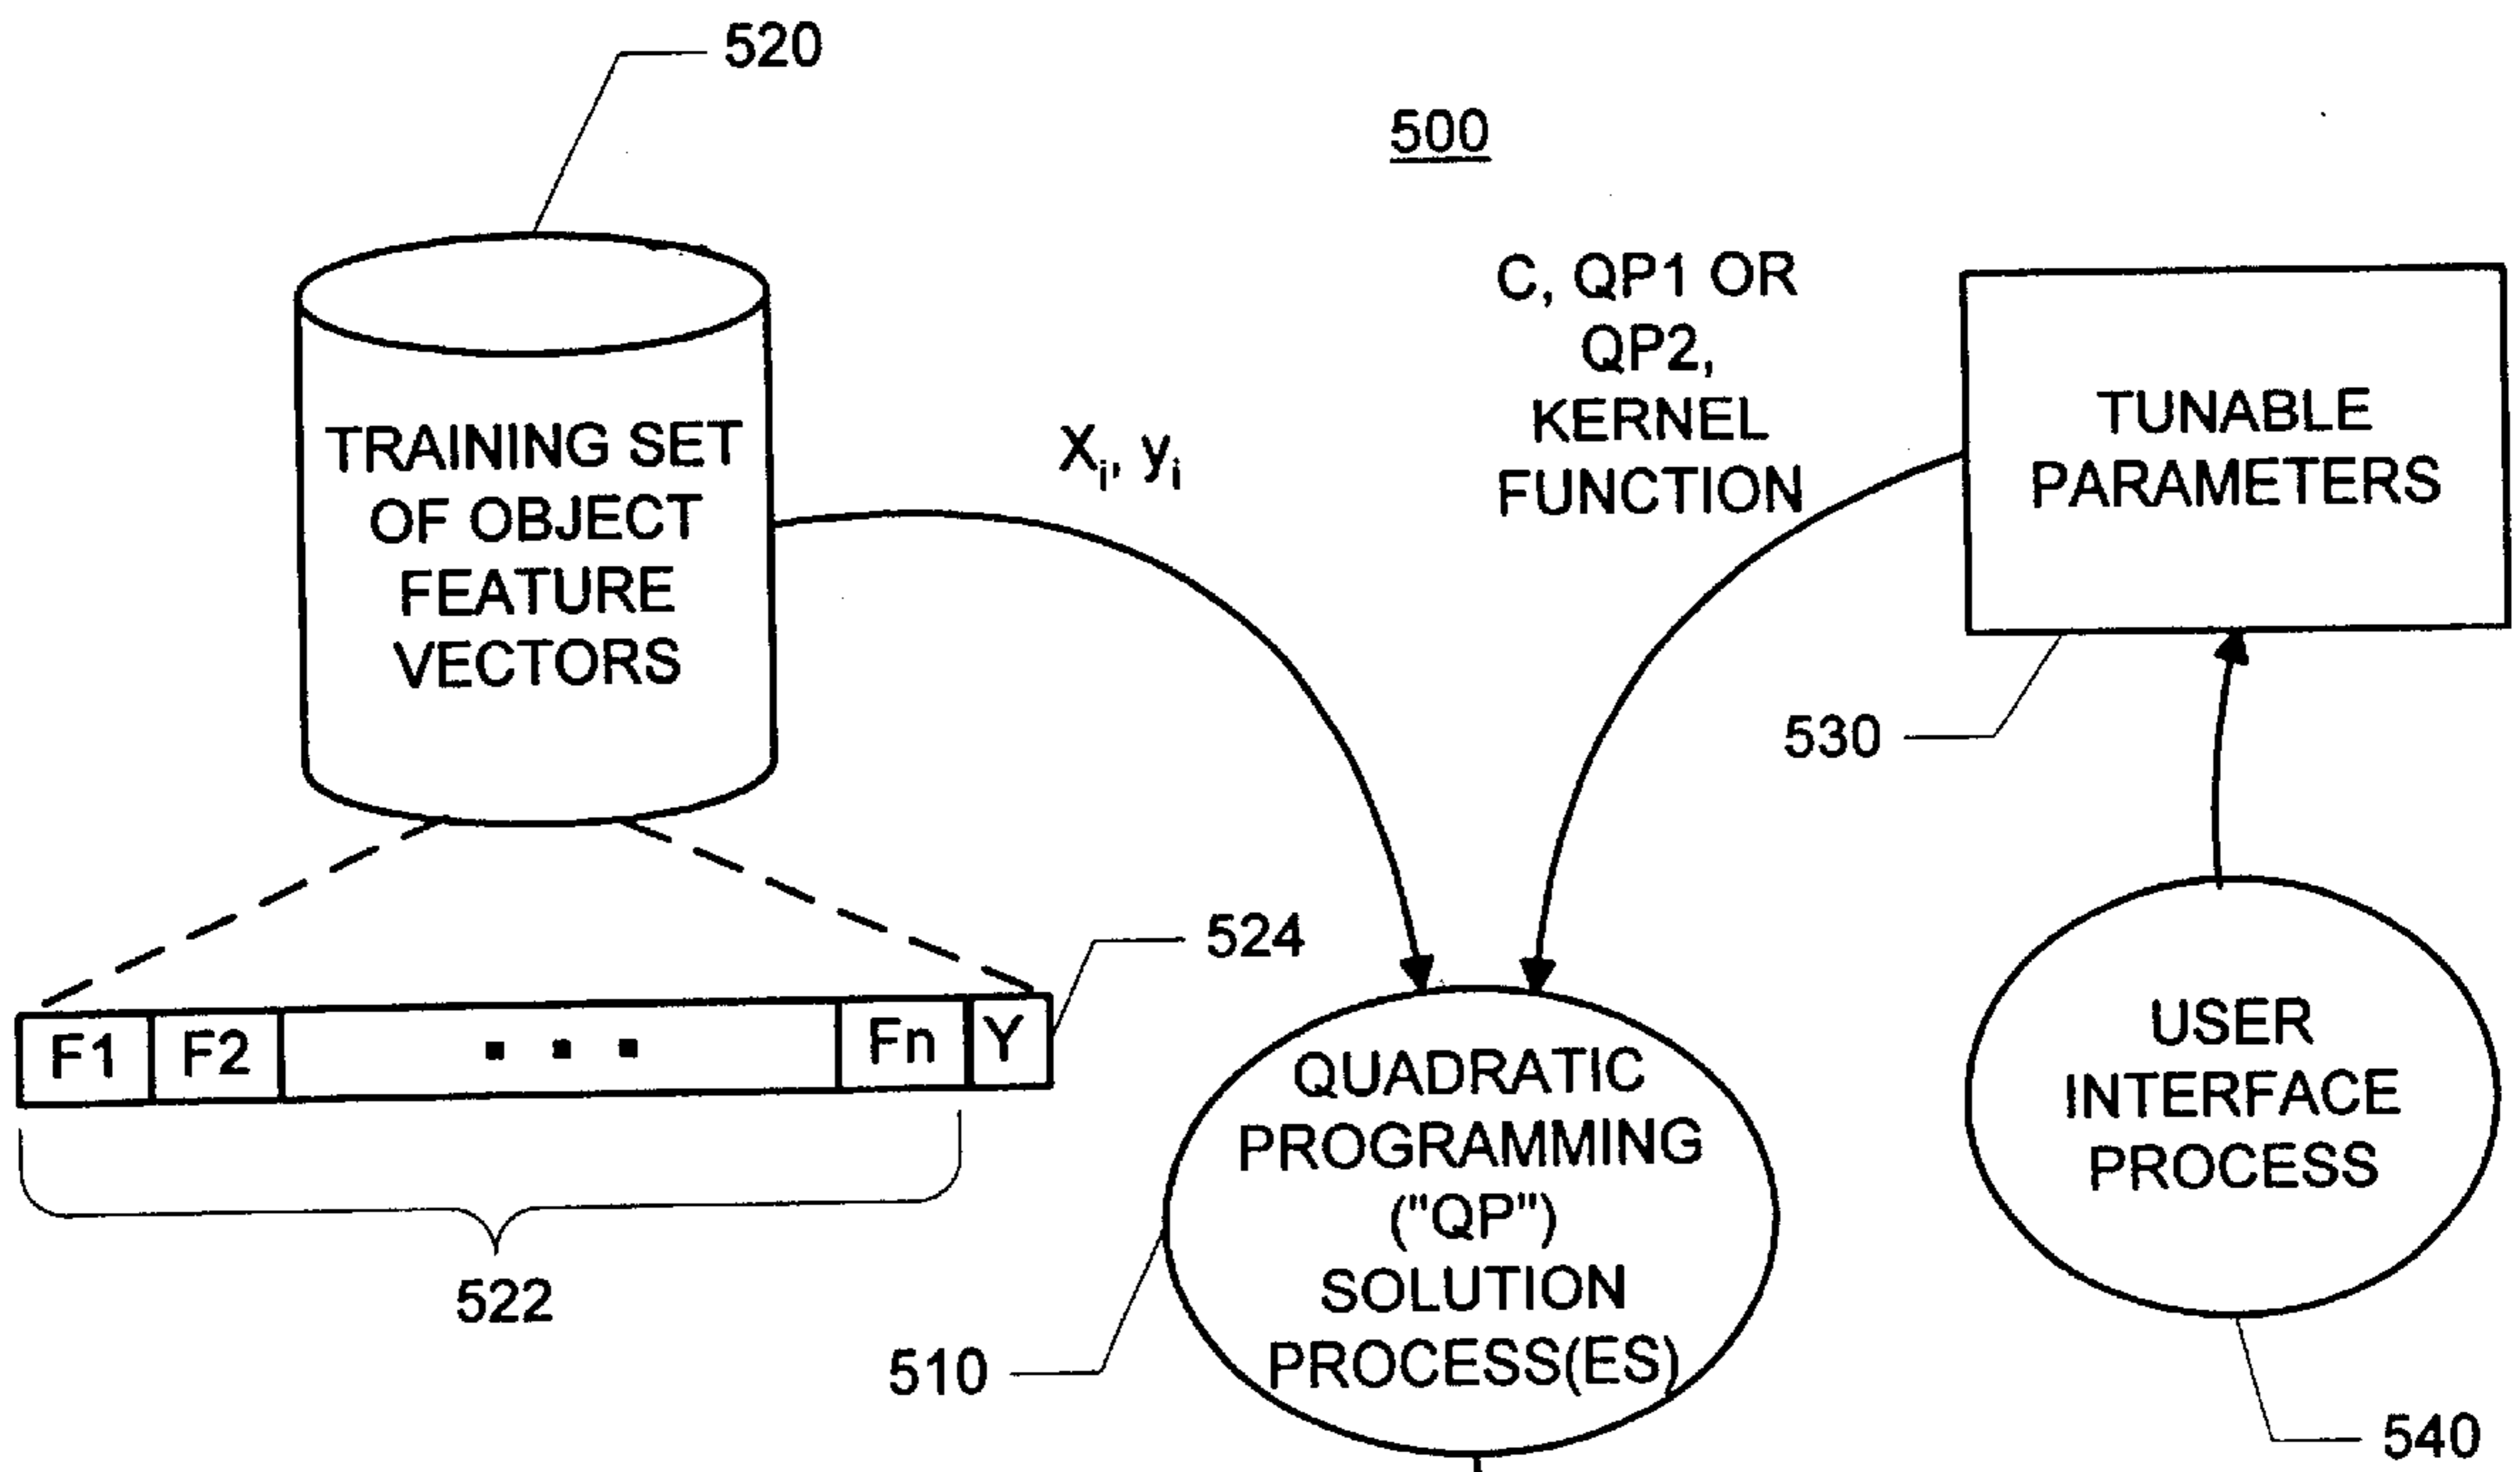 520
500
C, QP1 OR
QP2,
KERNEL
FUNCTION
TUNABLE
PARAMETERS
TRAINING SET
OF OBJECT
FEATURE
VECTORS
Xi, yi
530
524
F1 F2 ... Fn Y
522
QUADRATIC
PROGRAMMING
("QP")
SOLUTION
PROCESS(ES)
510
USER
INTERFACE
PROCESS
540